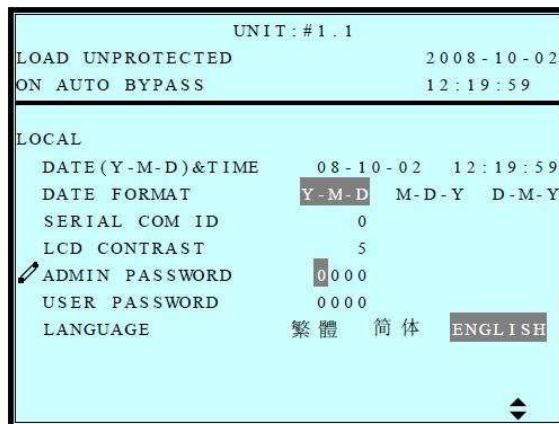 UNIT:#1.1
LOAD UNPROTECTED 2008-10-02
ON AUTO BYPASS 12:19:59
LOCAL
DATE(Y-M-D)&TIME 08-10-02 12:19:59
DATE FORMAT Y-M-D M-D-Y D-M-Y
SERIAL COM ID 0
LCD CONTRAST 5
ADMIN PASSWORD 0000
USER PASSWORD 0000
LANGUAGE 繁體 简体 ENGLISH